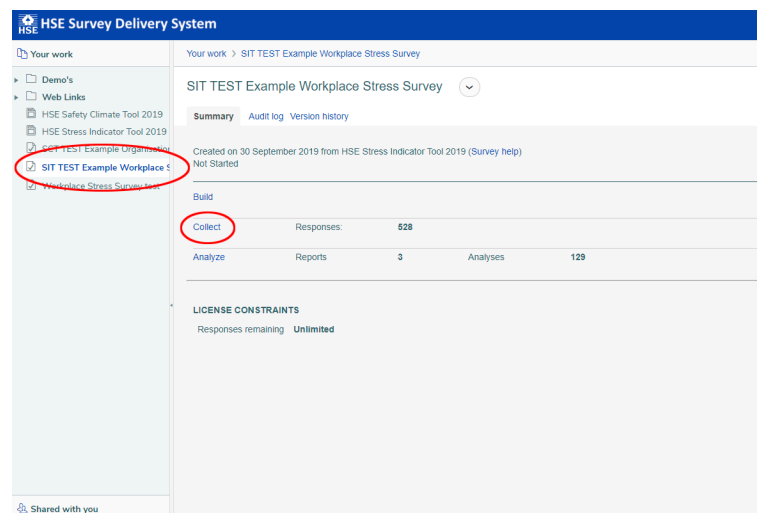 HSE HSE Survey Delivery System
Your work
Your work > SIT TEST Example Workplace Stress Survey
Demo's
Web Links
HSE Safety Climate Tool 2019
HSE Stress Indicator Tool 2019
SCT TEST Example Organisation
SIT TEST Example Workplace S
Workplace Stress Survey test
SIT TEST Example Workplace Stress Survey
Summary Audit log Version history
Created on 30 September 2019 from HSE Stress Indicator Tool 2019 (Survey help)
Not Started
Build
Collect Responses: 528
Analyze Reports 3 Analyses 129
LICENSE CONSTRAINTS
Responses remaining Unlimited
Shared with you